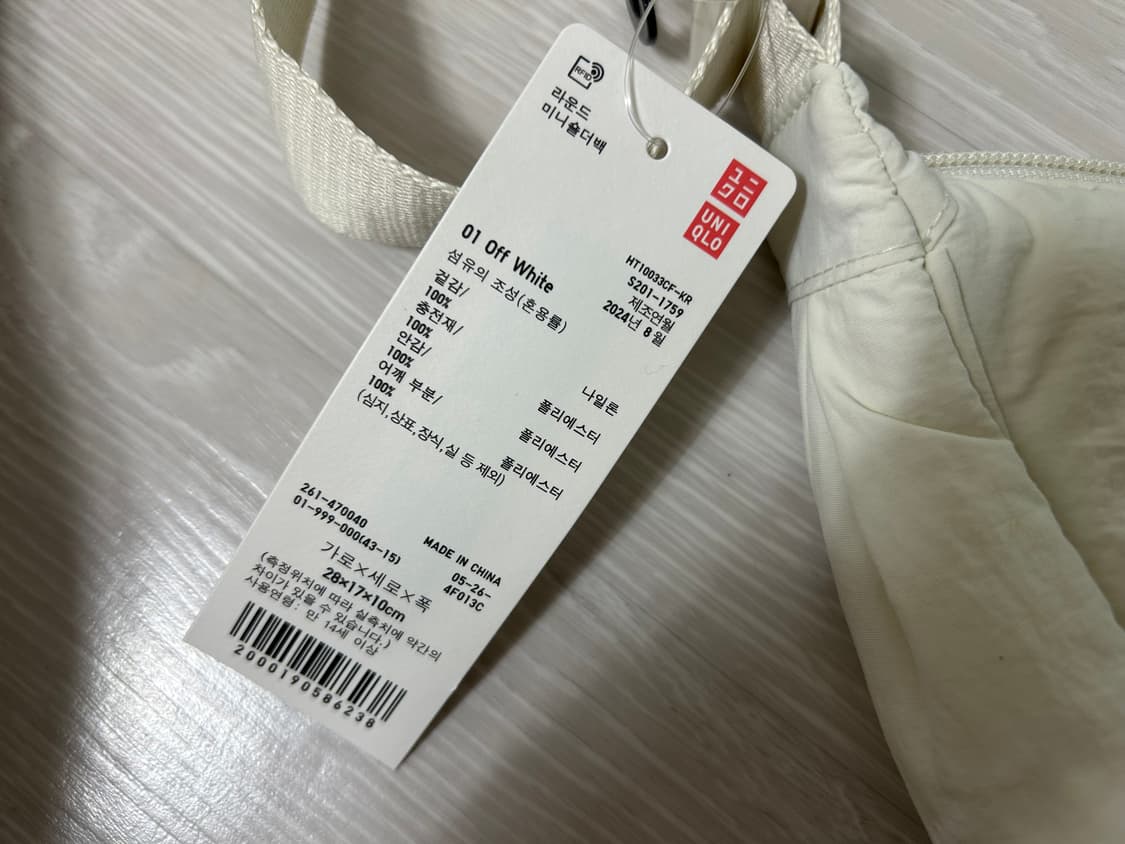 RFID
라운드
미니숄더백
ユニ
クロ
UNI
QLO
HT10033CF-KR
S201-1759
제조연월
2024년 8월
01 Off White
섬유의 조성(혼용률)
겉감/
100% 나일론
충전재/
100% 폴리에스터
안감/
100% 폴리에스터
어깨 부분/
100% 폴리에스터
(심지,상표,장식,실 등 제외)
261-470040
01-999-000(43-15)
MADE IN CHINA
05-26-
4F013C
가로×세로×폭
28×17×10cm
(측정위치에 따라 실측치에 약간의
차이가 있을 수 있습니다.)
사용연령: 만 14세 이상
2000190586238